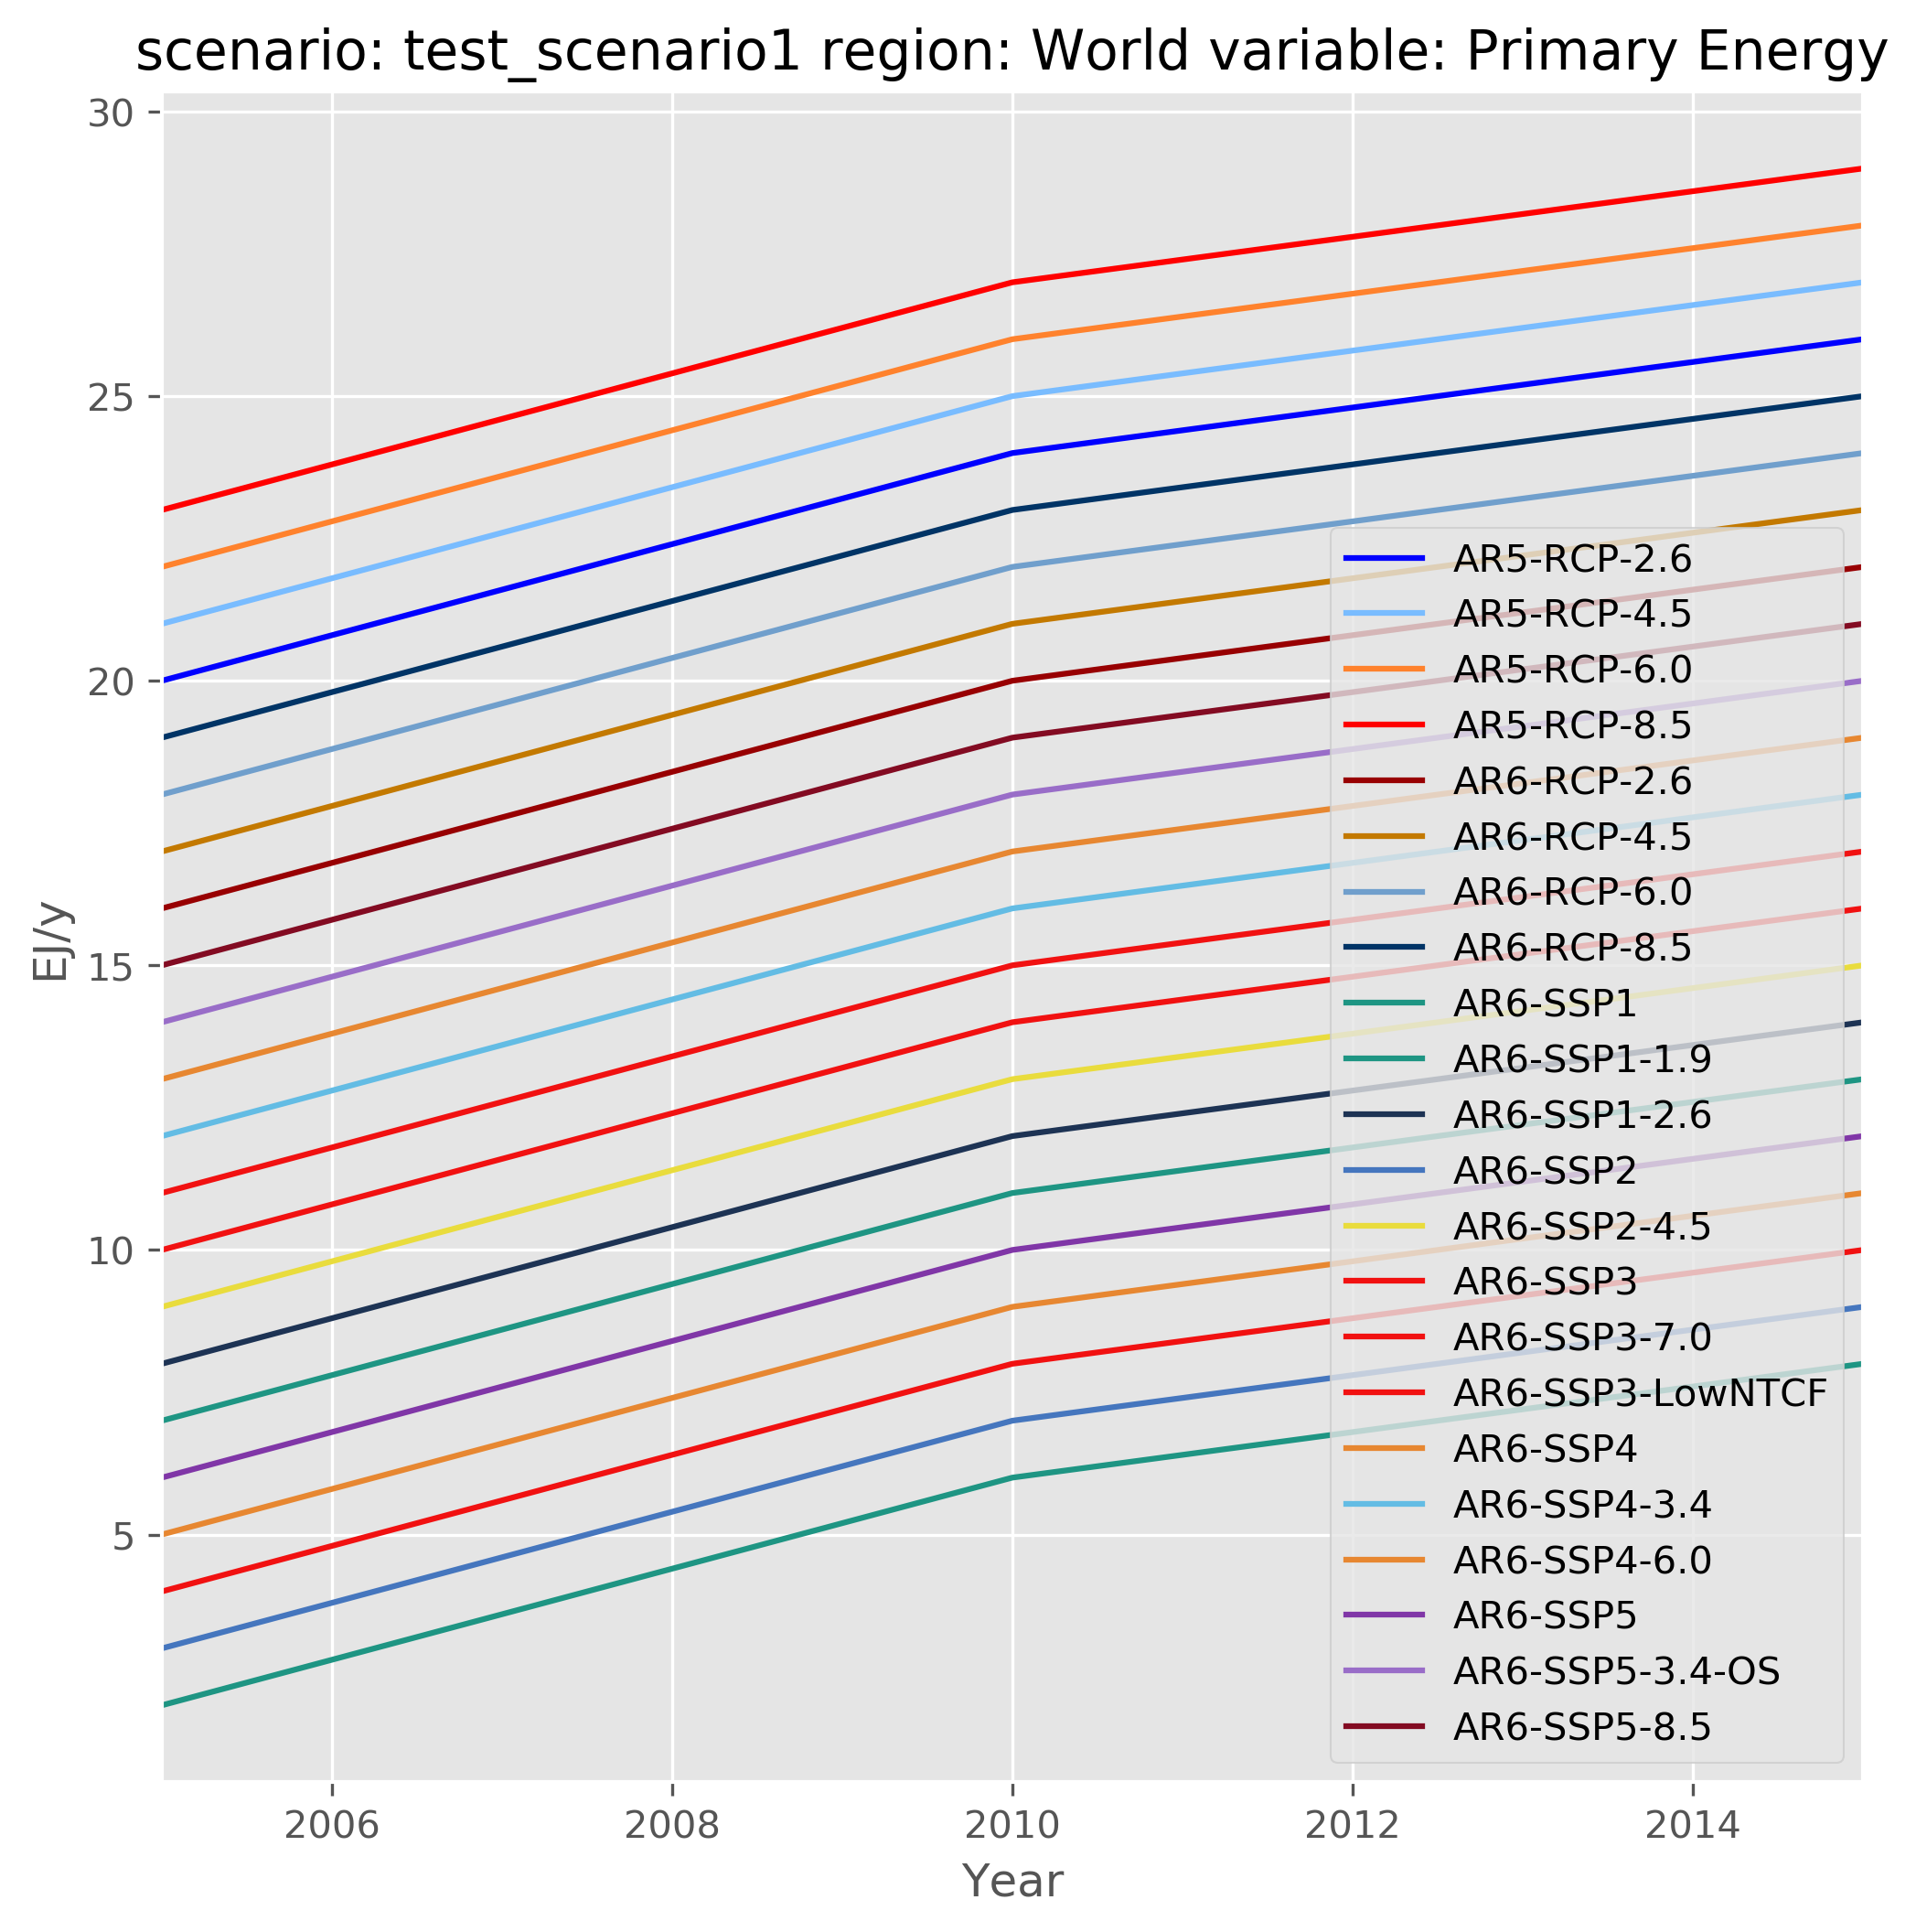 scenario: test_scenario1 region: World variable: Primary Energy
30
25
20
15
10
5
EJ/y
AR5-RCP-2.6
AR5-RCP-4.5
AR5-RCP-6.0
AR5-RCP-8.5
AR6-RCP-2.6
AR6-RCP-4.5
AR6-RCP-6.0
AR6-RCP-8.5
AR6-SSP1
AR6-SSP1-1.9
AR6-SSP1-2.6
AR6-SSP2
AR6-SSP2-4.5
AR6-SSP3
AR6-SSP3-7.0
AR6-SSP3-LowNTCF
AR6-SSP4
AR6-SSP4-3.4
AR6-SSP4-6.0
AR6-SSP5
AR6-SSP5-3.4-OS
AR6-SSP5-8.5
2006 2008 2010 2012 2014
Year